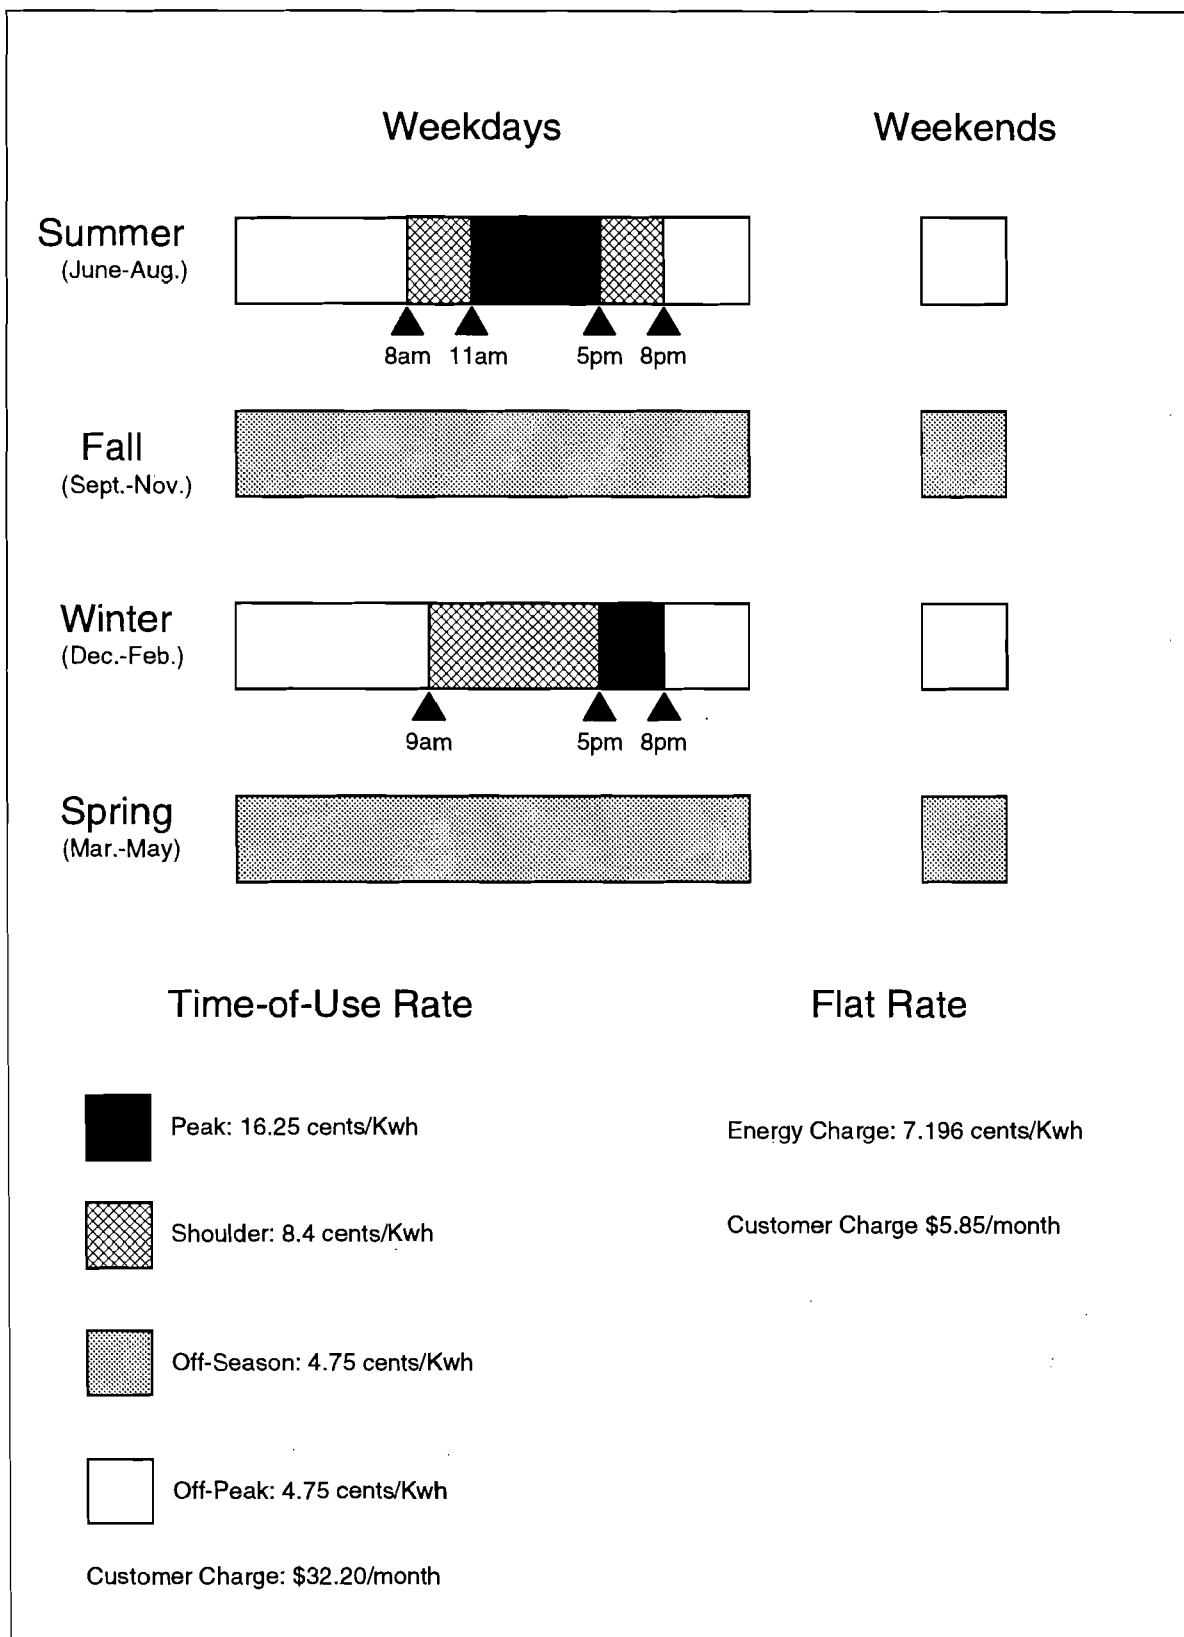 Weekdays
Weekends
Summer
(June-Aug.)
8am 11am 5pm 8pm
Fall
(Sept.-Nov.)
Winter
(Dec.-Feb.)
9am 5pm 8pm
Spring
(Mar.-May)
Time-of-Use Rate
Flat Rate
Peak: 16.25 cents/Kwh
Energy Charge: 7.196 cents/Kwh
Shoulder: 8.4 cents/Kwh
Customer Charge $5.85/month
Off-Season: 4.75 cents/Kwh
Off-Peak: 4.75 cents/Kwh
Customer Charge: $32.20/month